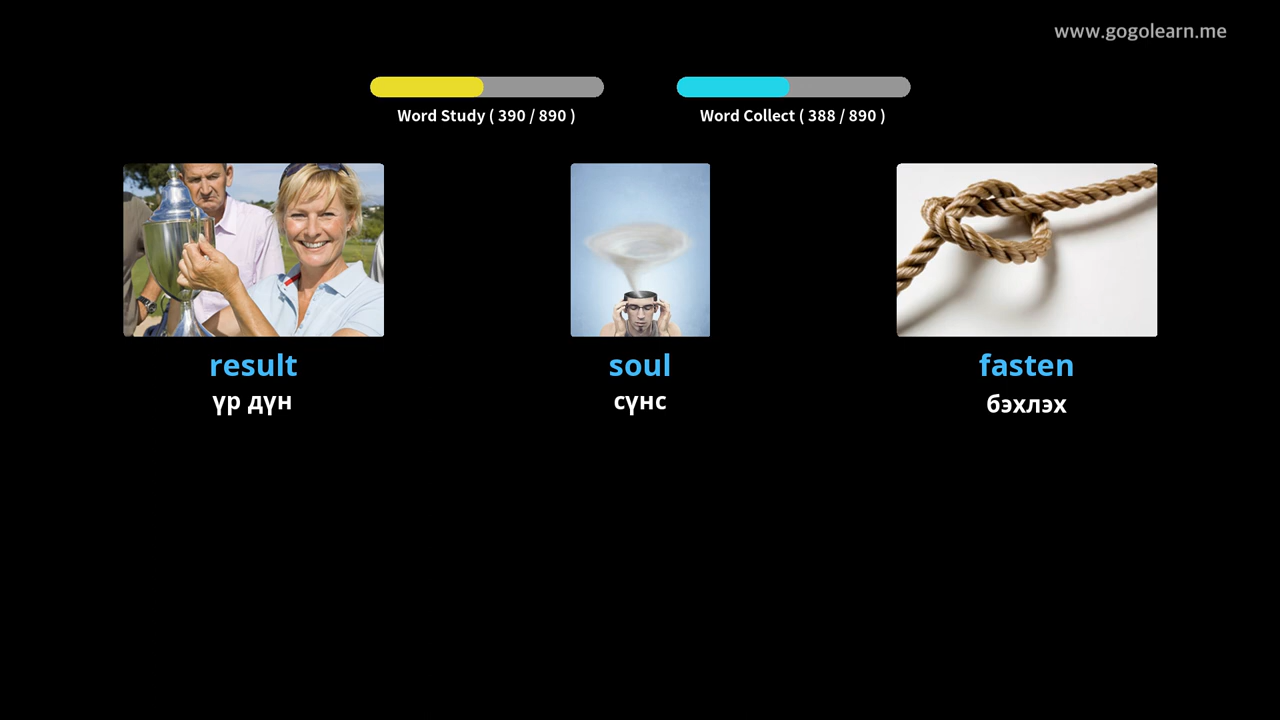 www.gogolearn.me
Word Study ( 390 / 890 )
Word Collect ( 388 / 890 )
result
soul
fasten
үр дүн
сүнс
бэхлэх